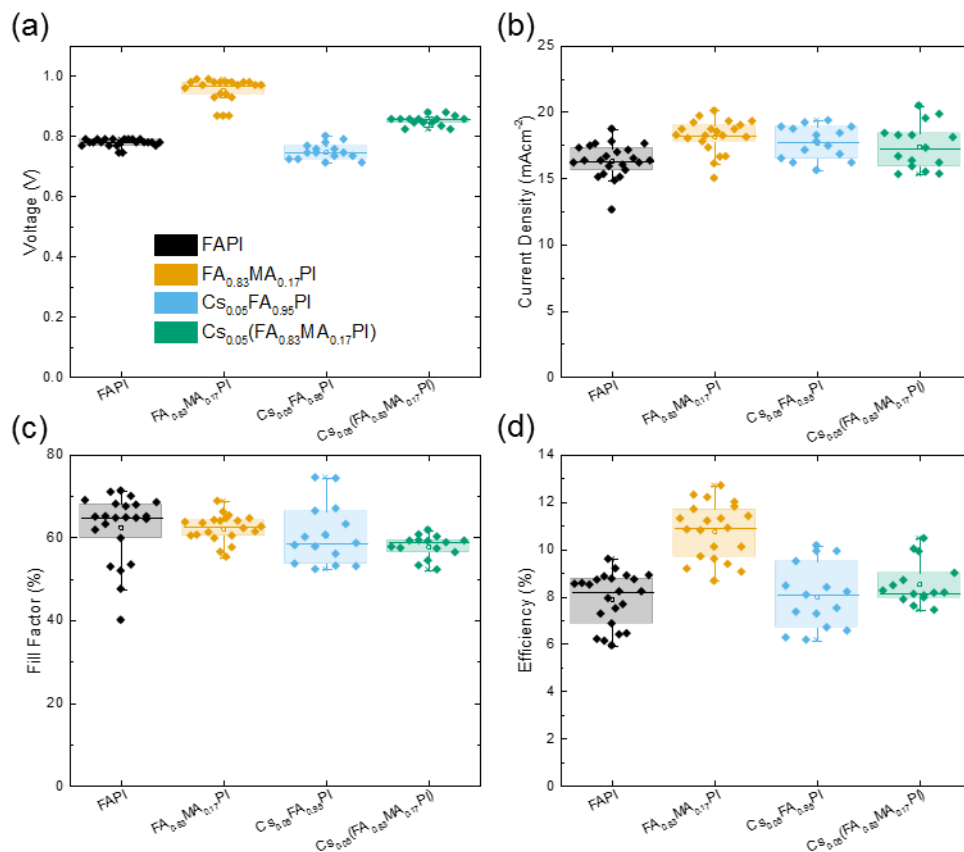 (a)
Voltage (V)
1.0
0.8
0.6
0.4
0.2
0.0
FAPI
FA0.83MA0.17PI
Cs0.05FA0.95PI
Cs0.05(FA0.83MA0.17PI)
FAPI
FA0.83MA0.17PI
Cs0.05FA0.95PI
Cs0.05(FA0.83MA0.17PI)
(b)
Current Density (mAcm-2)
25
20
15
10
5
0
FAPI
FA0.83MA0.17PI
Cs0.05FA0.95PI
Cs0.05(FA0.83MA0.17PI)
(c)
Fill Factor (%)
80
60
40
20
0
FAPI
FA0.83MA0.17PI
Cs0.05FA0.95PI
Cs0.05(FA0.83MA0.17PI)
(d)
Efficiency (%)
14
12
10
8
6
4
2
0
FAPI
FA0.83MA0.17PI
Cs0.05FA0.95PI
Cs0.05(FA0.83MA0.17PI)